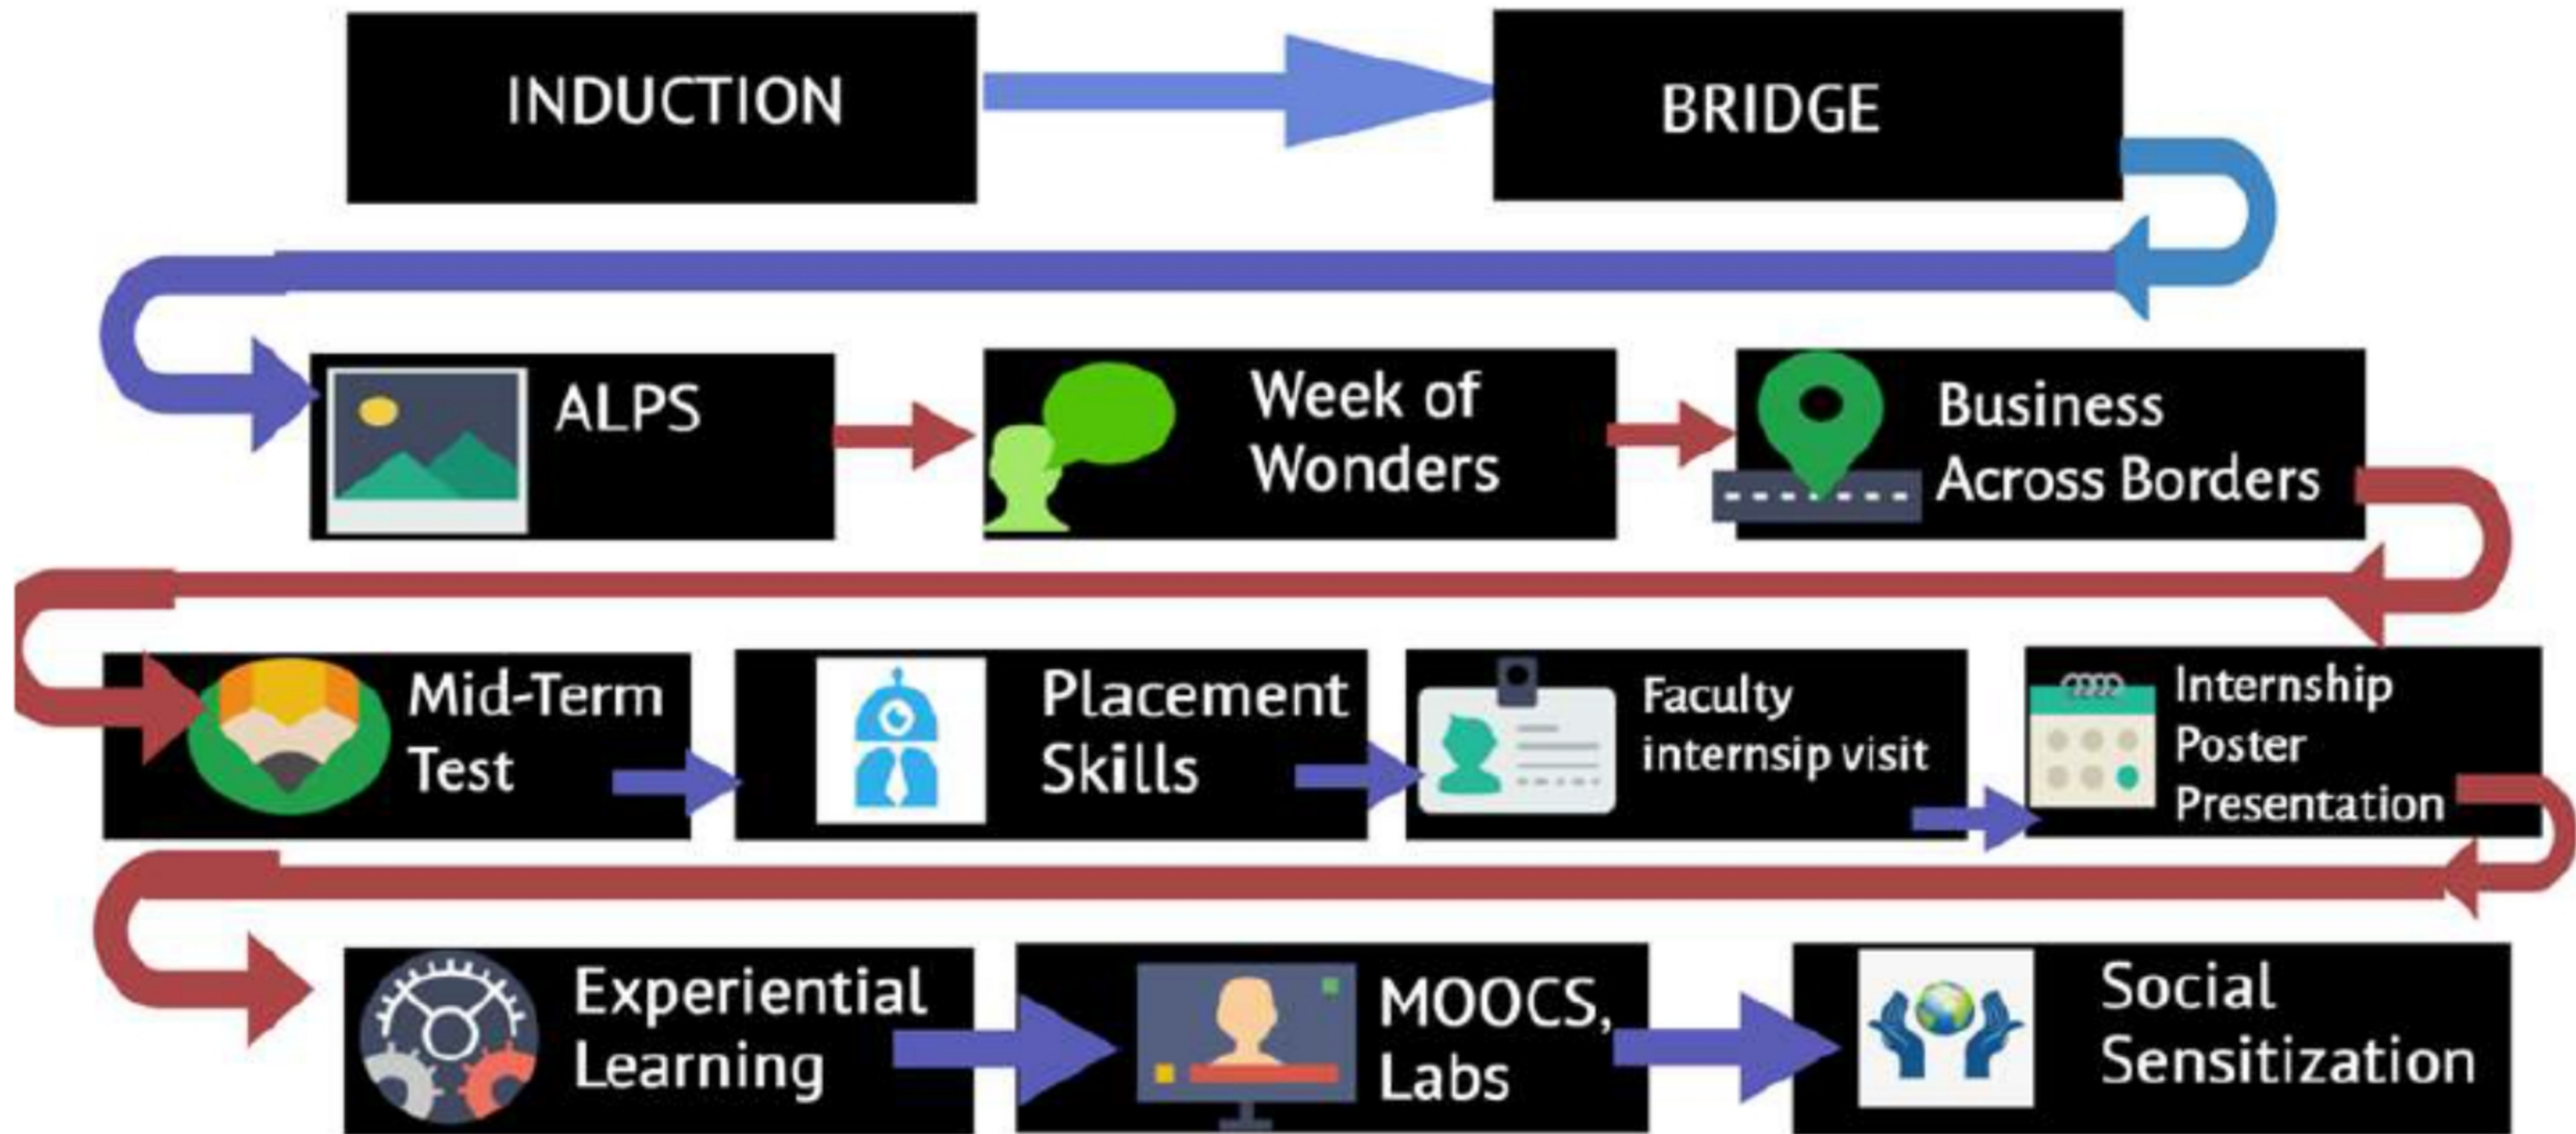 INDUCTION
BRIDGE
ALPS
Week of
Wonders
Business
Across Borders
Mid-Term
Test
Placement
Skills
Faculty
internsip visit
Internship
Poster
Presentation
Experiential
Learning
MOOCS,
Labs
Social
Sensitization